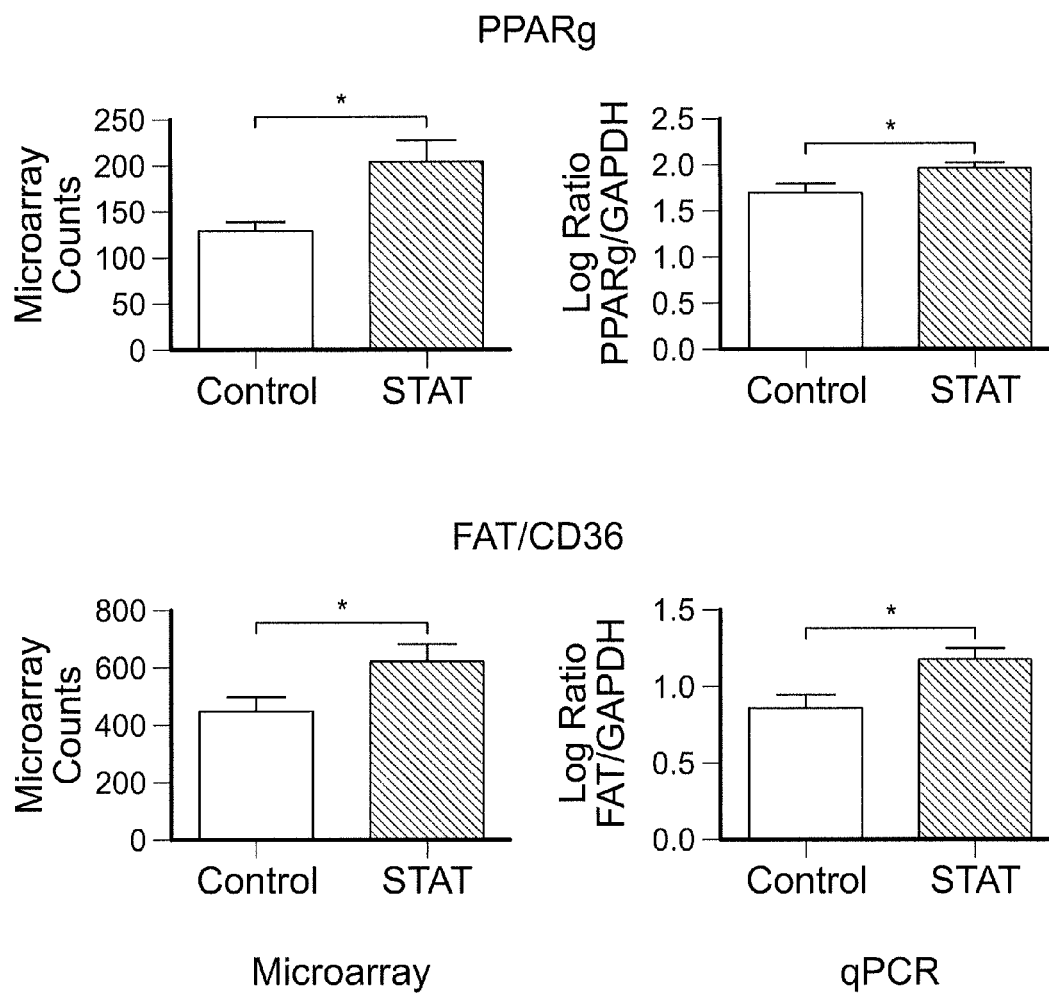 PPARg
Microarray
Counts
250
200
150
100
50
0
*
Control STAT
Log Ratio
PPARg/GAPDH
2.5
2.0
1.5
1.0
0.5
0.0
*
Control STAT
FAT/CD36
Microarray
Counts
800
600
400
200
0
*
Control STAT
Log Ratio
FAT/GAPDH
1.5
1.0
0.5
0.0
*
Control STAT
Microarray
qPCR